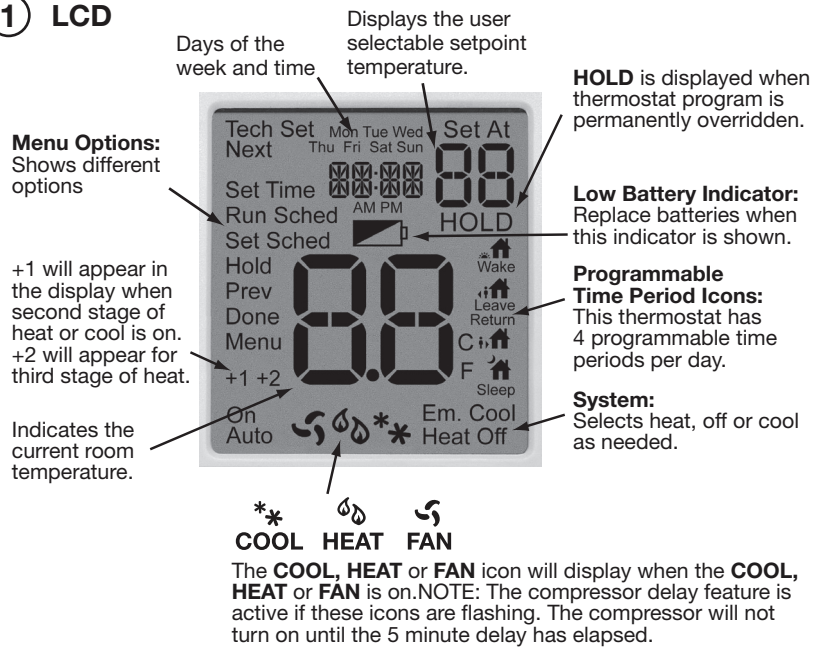 1 LCD
Days of the
week and time
Displays the user
selectable setpoint
temperature.
HOLD is displayed when
thermostat program is
permanently overridden.
Menu Options:
Shows different
options
Low Battery Indicator:
Replace batteries when
this indicator is shown.
+1 will appear in
the display when
second stage of
heat or cool is on.
+2 will appear for
third stage of heat.
Programmable
Time Period Icons:
This thermostat has
4 programmable time
periods per day.
Indicates the
current room
temperature.
System:
Selects heat, off or cool
as needed.
Tech Set
Next
Mon Tue Wed
Thu Fri Sat Sun
Set At
88:88
88
Set Time
AM PM
Run Sched
HOLD
Set Sched
Hold
Wake
Prev
Leave
Done
Return
Menu
8.8
C
F
+1 +2
Sleep
On
Em. Cool
Auto
Heat Off
COOL HEAT FAN
The COOL, HEAT or FAN icon will display when the COOL,
HEAT or FAN is on.NOTE: The compressor delay feature is
active if these icons are flashing. The compressor will not
turn on until the 5 minute delay has elapsed.